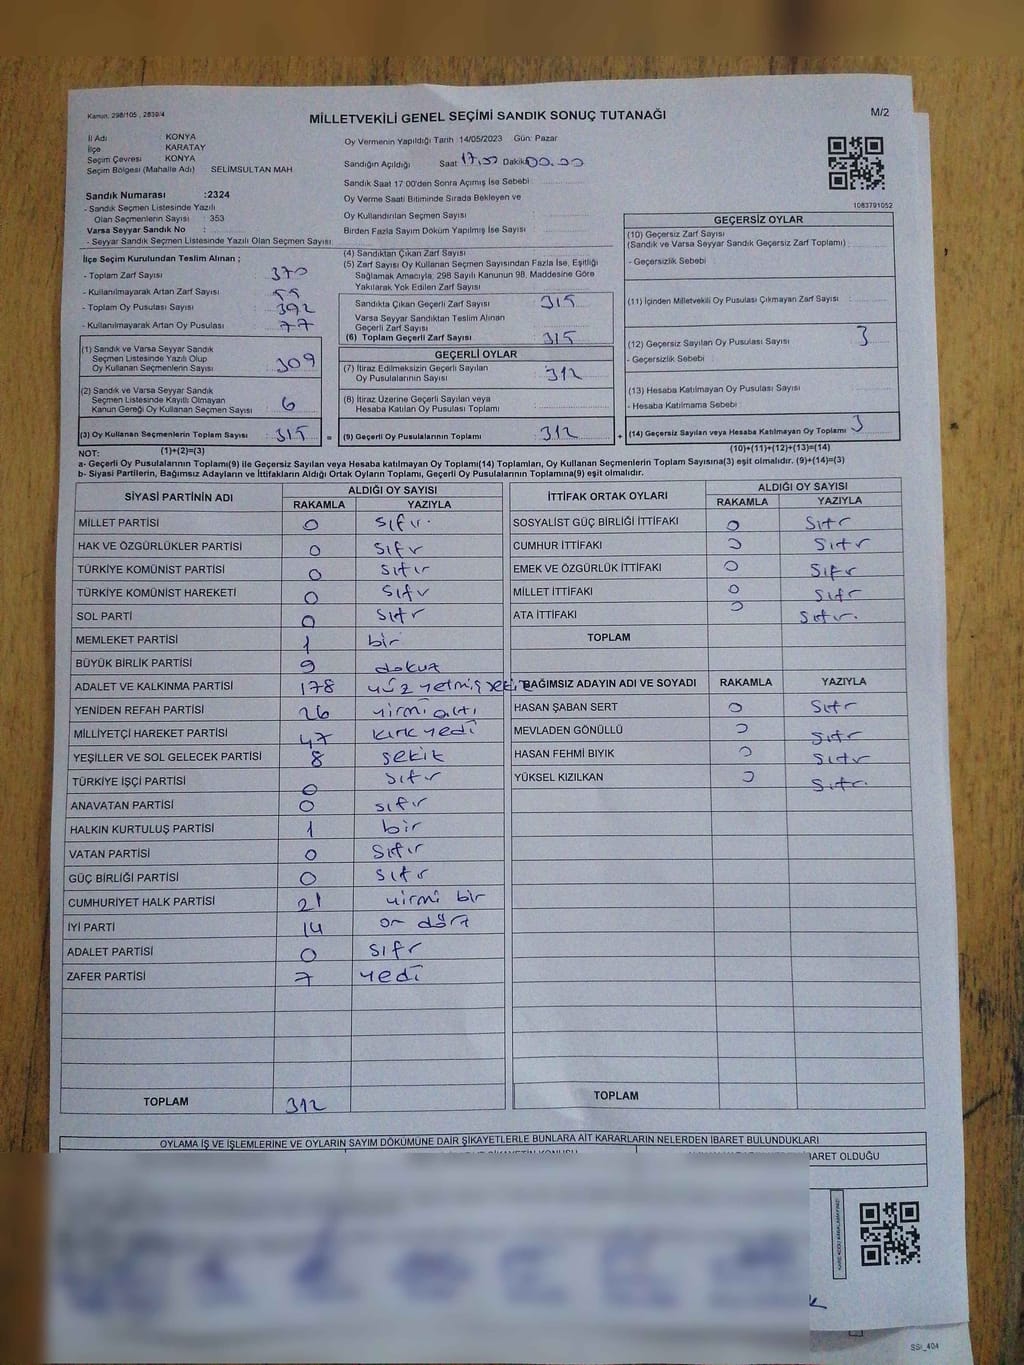 Kanun, 298/105 , 2839/4
MİLLETVEKİLİ GENEL SEÇİMİ SANDIK SONUÇ TUTANAĞI
M/2
İl Adı KONYA
İlçe KARATAY
Seçim Çevresi KONYA
Seçim Bölgesi (Mahalle Adı) SELİMSULTAN MAH
Sandık Numarası :2324
- Sandık Seçmen Listesinde Yazılı
Olan Seçmenlerin Sayısı : 353
Varsa Seyyar Sandık No :
- Seyyar Sandık Seçmen Listesinde Yazılı Olan Seçmen Sayısı:
Oy Vermenin Yapıldığı Tarih 14/05/2023 Gün: Pazar
Sandığın Açıldığı Saat 17.00 Dakika 00.00
Sandık Saat 17 00'den Sonra Açımış İse Sebebi :
Oy Verme Saati Bitiminde Sırada Bekleyen ve
Oy Kullandırılan Seçmen Sayısı :
Birden Fazla Sayım Döküm Yapılmış İse Sayısı :
1083791052
İlçe Seçim Kurulundan Teslim Alınan ;
- Toplam Zarf Sayısı : 370
- Kullanılmayarak Artan Zarf Sayısı : 55
- Toplam Oy Pusulası Sayısı : 392
- Kullanılmayarak Artan Oy Pusulası : 77
(1) Sandık ve Varsa Seyyar Sandık
Seçmen Listesinde Yazılı Olup
Oy Kullanan Seçmenlerin Sayısı : 309
(2) Sandık ve Varsa Seyyar Sandık
Seçmen Listesinde Kayıtlı Olmayan
Kanun Gereği Oy Kullanan Seçmen Sayısı : 6
(3) Oy Kullanan Seçmenlerin Toplam Sayısı : 315 =
(1)+(2)=(3)
(4) Sandıktan Çıkan Zarf Sayısı :
(5) Zarf Sayısı Oy Kullanan Seçmen Sayısından Fazla İse, Eşitliği
Sağlamak Amacıyla; 298 Sayılı Kanunun 98. Maddesine Göre
Yakılarak Yok Edilen Zarf Sayısı :
Sandıkta Çıkan Geçerli Zarf Sayısı : 315
Varsa Seyyar Sandıktan Teslim Alınan
Geçerli Zarf Sayısı :
(6) Toplam Geçerli Zarf Sayısı : 315
GEÇERLİ OYLAR
(7) İtiraz Edilmeksizin Geçerli Sayılan
Oy Pusulalarının Sayısı : 312
(8) İtiraz Üzerine Geçerli Sayılan veya
Hesaba Katılan Oy Pusulası Toplamı :
(9) Geçerli Oy Pusulalarının Toplamı : 312 +
GEÇERSİZ OYLAR
(10) Geçersiz Zarf Sayısı
(Sandık ve Varsa Seyyar Sandık Geçersiz Zarf Toplamı) :
- Geçersizlik Sebebi :
(11) İçinden Milletvekili Oy Pusulası Çıkmayan Zarf Sayısı :
(12) Geçersiz Sayılan Oy Pusulası Sayısı : 3
- Geçersizlik Sebebi :
(13) Hesaba Katılmayan Oy Pusulası Sayısı :
- Hesaba Katılmama Sebebi :
(14) Geçersiz Sayılan veya Hesaba Katılmayan Oy Toplamı : 3
(10)+(11)+(12)+(13)=(14)
NOT:
a- Geçerli Oy Pusulalarının Toplamı(9) ile Geçersiz Sayılan veya Hesaba katılmayan Oy Toplamı(14) Toplamları, Oy Kullanan Seçmenlerin Toplam Sayısına(3) eşit olmalıdır. (9)+(14)=(3)
b- Siyasi Partilerin, Bağımsız Adayların ve İttifakların Aldığı Ortak Oyların Toplamı, Geçerli Oy Pusulalarının Toplamına(9) eşit olmalıdır.
SİYASİ PARTİNİN ADI ALDIĞI OY SAYISI
RAKAMLA YAZIYLA
MİLLET PARTİSİ 0 sıfır
HAK VE ÖZGÜRLÜKLER PARTİSİ 0 sıfır
TÜRKİYE KOMÜNİST PARTİSİ 0 sıfır
TÜRKİYE KOMÜNİST HAREKETİ 0 sıfır
SOL PARTİ 0 sıfır
MEMLEKET PARTİSİ 1 bir
BÜYÜK BİRLİK PARTİSİ 9 dokuz
ADALET VE KALKINMA PARTİSİ 178 yüz yetmiş sekiz
YENİDEN REFAH PARTİSİ 26 yirmi altı
MİLLİYETÇİ HAREKET PARTİSİ 47 kırk yedi
YEŞİLLER VE SOL GELECEK PARTİSİ 8 sekiz
TÜRKİYE İŞÇİ PARTİSİ 0 sıfır
ANAVATAN PARTİSİ 0 sıfır
HALKIN KURTULUŞ PARTİSİ 1 bir
VATAN PARTİSİ 0 sıfır
GÜÇ BİRLİĞİ PARTİSİ 0 sıfır
CUMHURİYET HALK PARTİSİ 21 yirmi bir
İYİ PARTİ 14 on dört
ADALET PARTİSİ 0 sıfır
ZAFER PARTİSİ 7 yedi
TOPLAM 312
İTTİFAK ORTAK OYLARI ALDIĞI OY SAYISI
RAKAMLA YAZIYLA
SOSYALİST GÜÇ BİRLİĞİ İTTİFAKI 0 sıfır
CUMHUR İTTİFAKI 0 sıfır
EMEK VE ÖZGÜRLÜK İTTİFAKI 0 sıfır
MİLLET İTTİFAKI 0 sıfır
ATA İTTİFAKI 0 sıfır
TOPLAM
BAĞIMSIZ ADAYIN ADI VE SOYADI RAKAMLA YAZIYLA
HASAN ŞABAN SERT 0 sıfır
MEVLADEN GÖNÜLLÜ 0 sıfır
HASAN FEHMİ BIYIK 0 sıfır
YÜKSEL KIZILKAN 0 sıfır
TOPLAM
OYLAMA İŞ VE İŞLEMLERİNE VE OYLARIN SAYIM DÖKÜMÜNE DAİR ŞİKAYETLERLE BUNLARA AİT KARARLARIN NELERDEN İBARET BULUNDUKLARI
BARET OLDUĞU